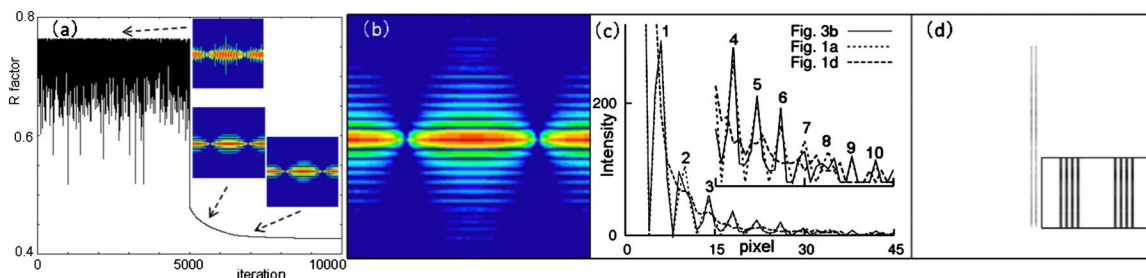 (a)
R factor
0.8
0.6
0.4
0
5000
10000
iteration
(b)
(c)
Fig. 3b
Fig. 1a
Fig. 1d
Intensity
200
0
1
2
3
4
5
6
7
8
9
10
0
15
30
45
pixel
(d)